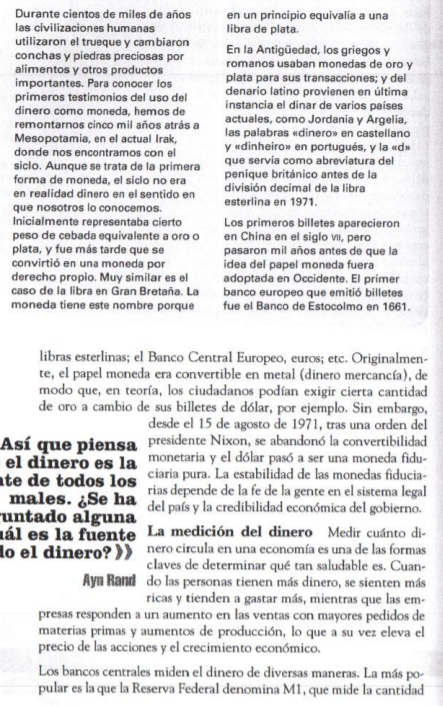 Durante cientos de miles de años
las civilizaciones humanas
utilizaron el trueque y cambiaron
conchas y piedras preciosas por
alimentos y otros productos
importantes. Para conocer los
primeros testimonios del uso del
dinero como moneda, hemos de
remontarnos cinco mil años atrás a
Mesopotamia, en el actual Irak,
donde nos encontramos con el
siclo. Aunque se trata de la primera
forma de moneda, el siclo no era
en realidad dinero en el sentido en
que nosotros lo conocemos.
Inicialmente representaba cierto
peso de cebada equivalente a oro o
plata, y fue más tarde que se
convirtió en una moneda por
derecho propio. Muy similar es el
caso de la libra en Gran Bretaña. La
moneda tiene este nombre porque
en un principio equivalía a una
libra de plata.
En la Antigüedad, los griegos y
romanos usaban monedas de oro y
plata para sus transacciones; y del
denario latino provienen en última
instancia el dinar de varios países
actuales, como Jordania y Argelia,
las palabras «dinero» en castellano
y «dinheiro» en portugués, y la «d»
que servía como abreviatura del
penique británico antes de la
división decimal de la libra
esterlina en 1971.
Los primeros billetes aparecieron
en China en el siglo VII, pero
pasaron mil años antes de que la
idea del papel moneda fuera
adoptada en Occidente. El primer
banco europeo que emitió billetes
fue el Banco de Estocolmo en 1661.
libras esterlinas; el Banco Central Europeo, euros; etc. Originalmen-
te, el papel moneda era convertible en metal (dinero mercancía), de
modo que, en teoría, los ciudadanos podían exigir cierta cantidad
de oro a cambio de sus billetes de dólar, por ejemplo. Sin embargo,
desde el 15 de agosto de 1971, tras una orden del
presidente Nixon, se abandonó la convertibilidad
monetaria y el dólar pasó a ser una moneda fidu-
ciaria pura. La estabilidad de las monedas fiducia-
rias depende de la fe de la gente en el sistema legal
del país y la credibilidad económica del gobierno.
Así que piensa
el dinero es la
te de todos los
males. ¿Se ha
untado alguna
ál es la fuente
o el dinero?»
Ayn Rand
La medición del dinero Medir cuánto di-
nero circula en una economía es una de las formas
claves de determinar qué tan saludable es. Cuan-
do las personas tienen más dinero, se sienten más
ricas y tienden a gastar más, mientras que las em-
presas responden a un aumento en las ventas con mayores pedidos de
materias primas y aumentos de producción, lo que a su vez eleva el
precio de las acciones y el crecimiento económico.
Los bancos centrales miden el dinero de diversas maneras. La más po-
pular es la que la Reserva Federal denomina M1, que mide la cantidad